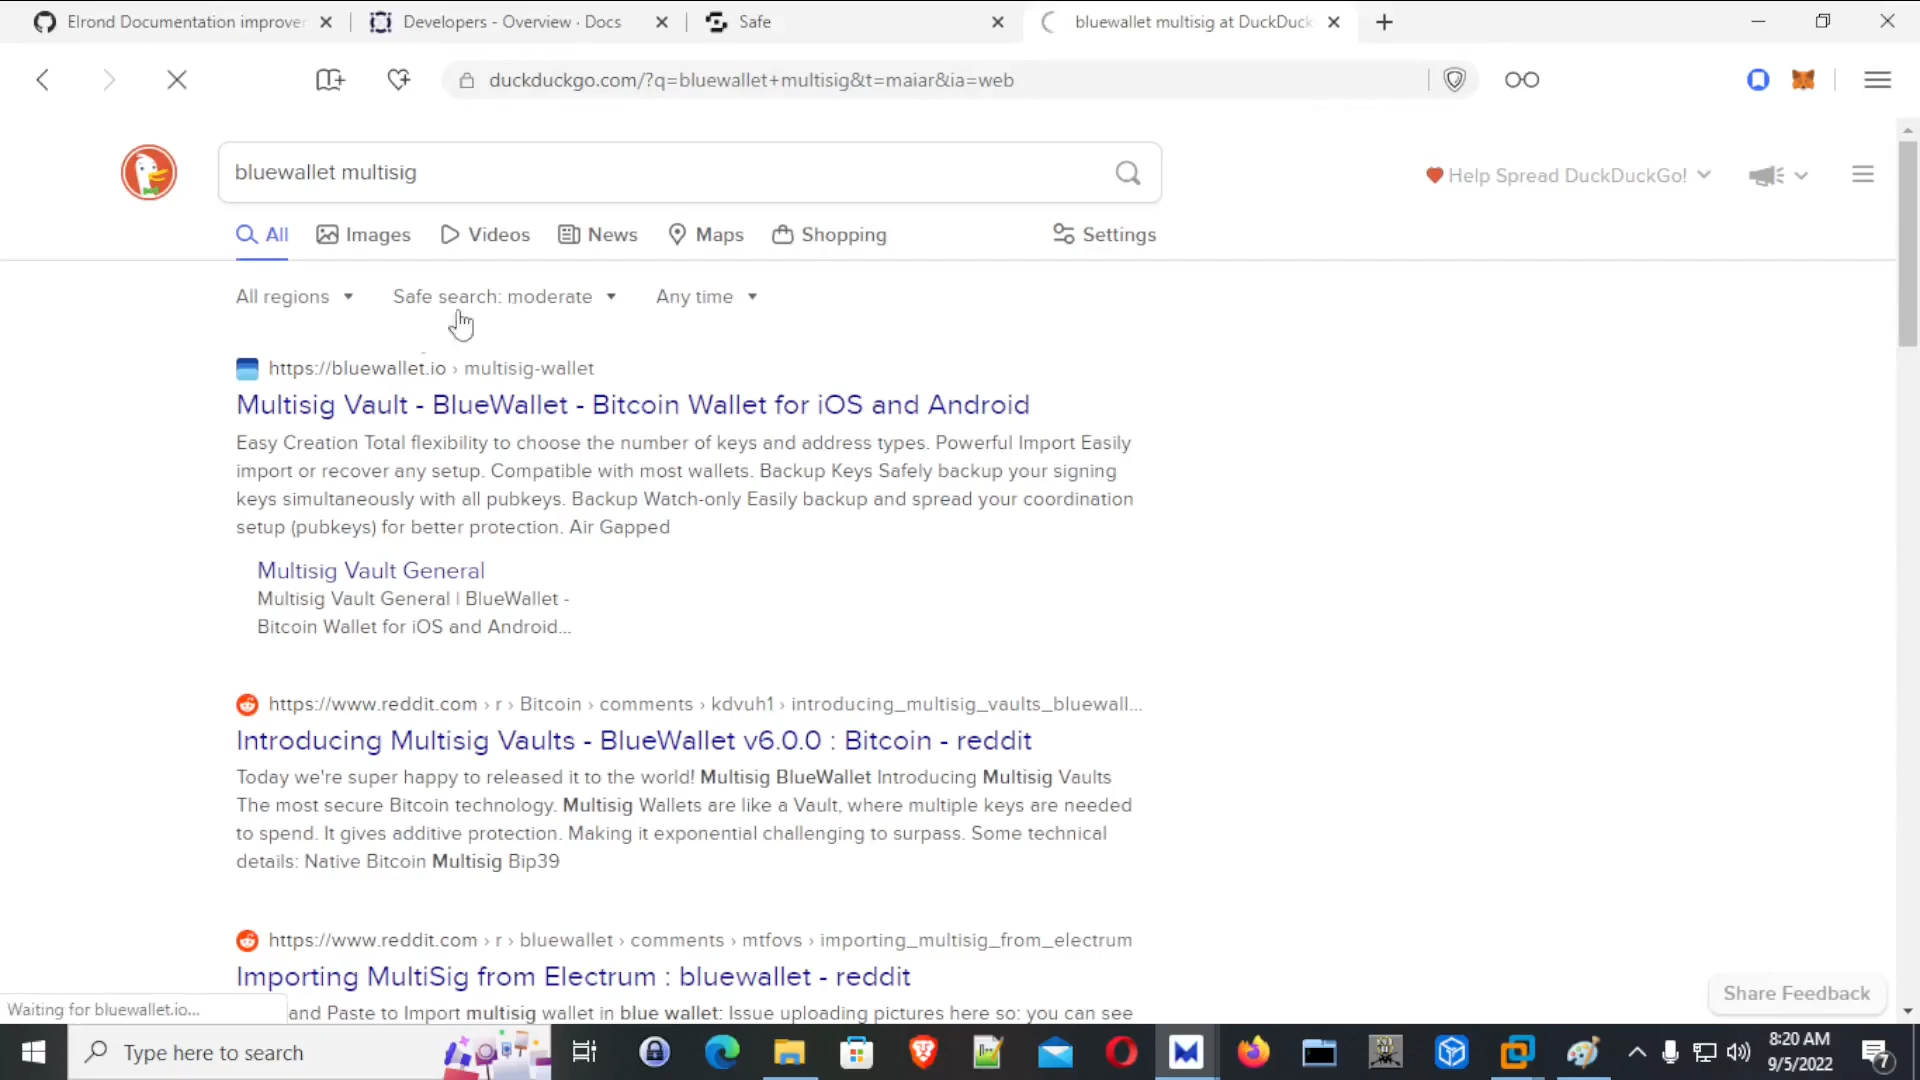 Elrond Documentation improver
Developers - Overview · Docs
Safe
bluewallet multisig at DuckDuc
duckduckgo.com/?q=bluewallet+multisig&t=maiar&ia=web
bluewallet multisig
Help Spread DuckDuckGo!
All
Images
Videos
News
Maps
Shopping
Settings
All regions
Safe search: moderate
Any time
https://bluewallet.io › multisig-wallet
Multisig Vault - BlueWallet - Bitcoin Wallet for iOS and Android
Easy Creation Total flexibility to choose the number of keys and address types. Powerful Import Easily
import or recover any setup. Compatible with most wallets. Backup Keys Safely backup your signing
keys simultaneously with all pubkeys. Backup Watch-only Easily backup and spread your coordination
setup (pubkeys) for better protection. Air Gapped
Multisig Vault General
Multisig Vault General | BlueWallet -
Bitcoin Wallet for iOS and Android...
https://www.reddit.com › r › Bitcoin › comments › kdvuh1 › introducing_multisig_vaults_bluewall...
Introducing Multisig Vaults - BlueWallet v6.0.0 : Bitcoin - reddit
Today we're super happy to released it to the world! Multisig BlueWallet Introducing Multisig Vaults
The most secure Bitcoin technology. Multisig Wallets are like a Vault, where multiple keys are needed
to spend. It gives additive protection. Making it exponential challenging to surpass. Some technical
details: Native Bitcoin Multisig Bip39
https://www.reddit.com › r › bluewallet › comments › mtfovs › importing_multisig_from_electrum
Importing MultiSig from Electrum : bluewallet - reddit
Share Feedback
Waiting for bluewallet.io...
and Paste to Import multisig wallet in blue wallet: Issue uploading pictures here so: you can see
Type here to search
8:20 AM
9/5/2022
7